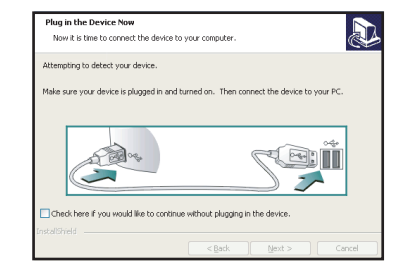 Plug in the Device Now
Now it is time to connect the device to your computer.
Attempting to detect your device.
Make sure your device is plugged in and turned on. Then connect the device to your PC.
Check here if you would like to continue without plugging in the device.
InstallShield
< Back
Next >
Cancel